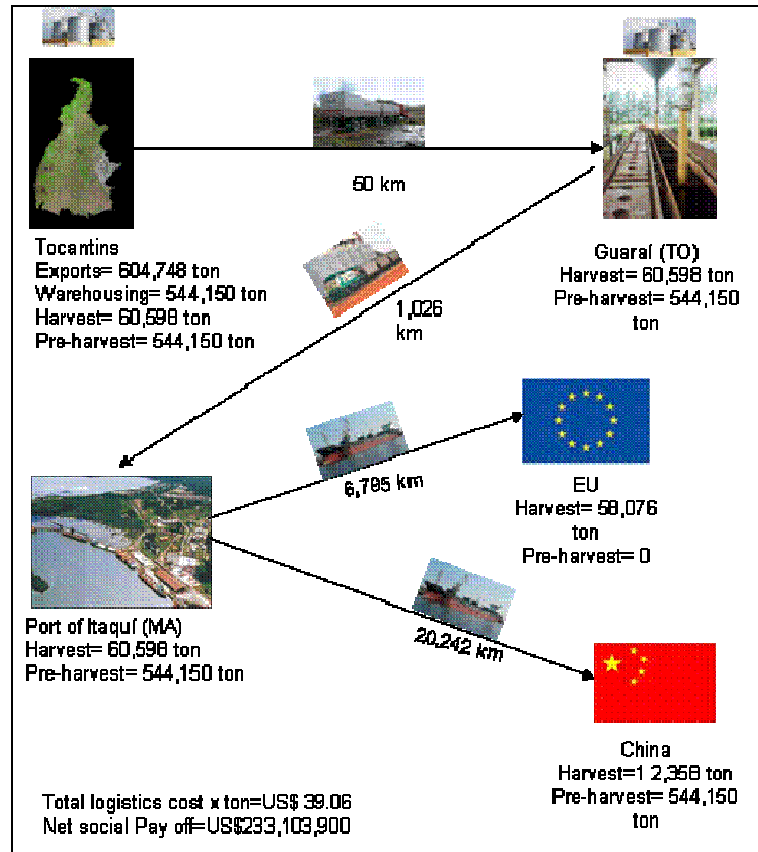 50 km
Tocantins
Exports= 604,748 ton
Warehousing= 544,150 ton
Harvest= 60,598 ton
Pre-harvest= 544,150 ton
Guaraí (TO)
Harvest= 60,598 ton
Pre-harvest= 544,150
ton
1,026
km
6,785 km
EU
Harvest= 58,076
ton
Pre-harvest= 0
Port of Itaquí (MA)
Harvest= 60,598 ton
Pre-harvest= 544,150 ton
20,242 km
China
Harvest=1 2,358 ton
Pre-harvest= 544,150
ton
Total logistics cost x ton=US$ 39.06
Net social Pay off=US$233,103,900